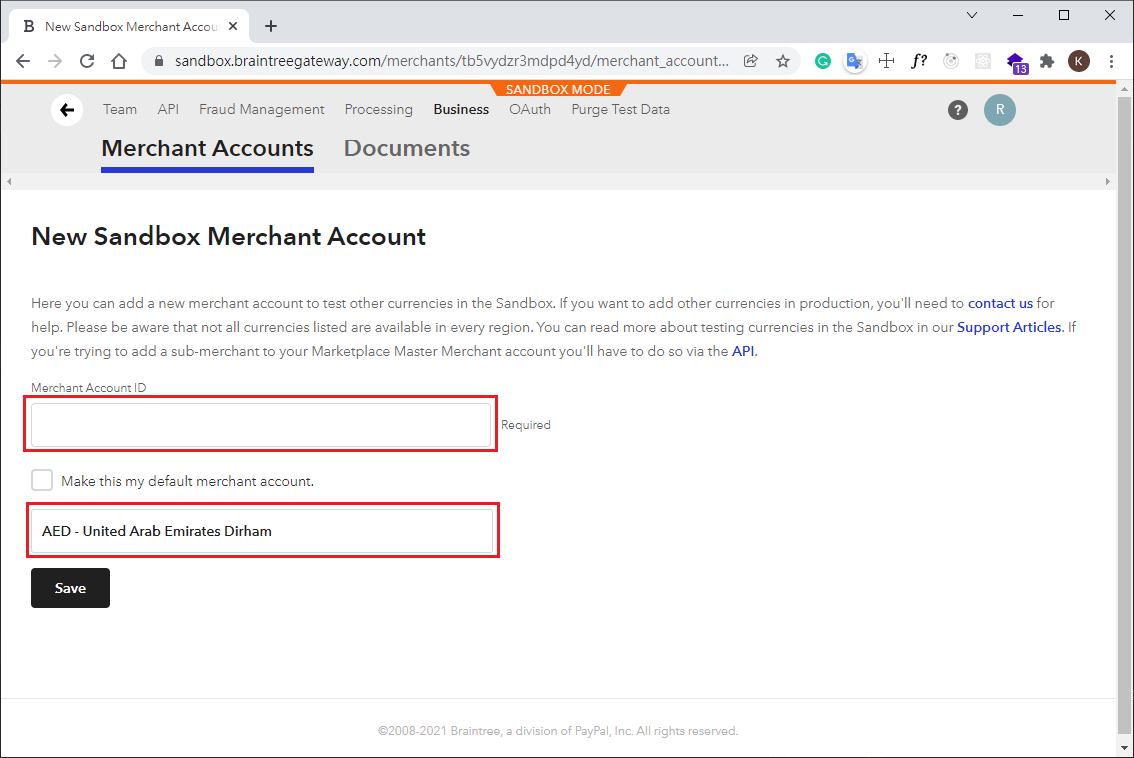 B New Sandbox Merchant Accou
sandbox.braintreegateway.com/merchants/tb5vydzr3mdpd4yd/merchant_account...
f?
13
K
SANDBOX MODE
Team API Fraud Management Processing Business OAuth Purge Test Data
?
R
Merchant Accounts Documents
New Sandbox Merchant Account
Here you can add a new merchant account to test other currencies in the Sandbox. If you want to add other currencies in production, you'll need to contact us for
help. Please be aware that not all currencies listed are available in every region. You can read more about testing currencies in the Sandbox in our Support Articles. If
you're trying to add a sub-merchant to your Marketplace Master Merchant account you'll have to do so via the API.
Merchant Account ID
Required
Make this my default merchant account.
AED - United Arab Emirates Dirham
Save
©2008-2021 Braintree, a division of PayPal, Inc. All rights reserved.